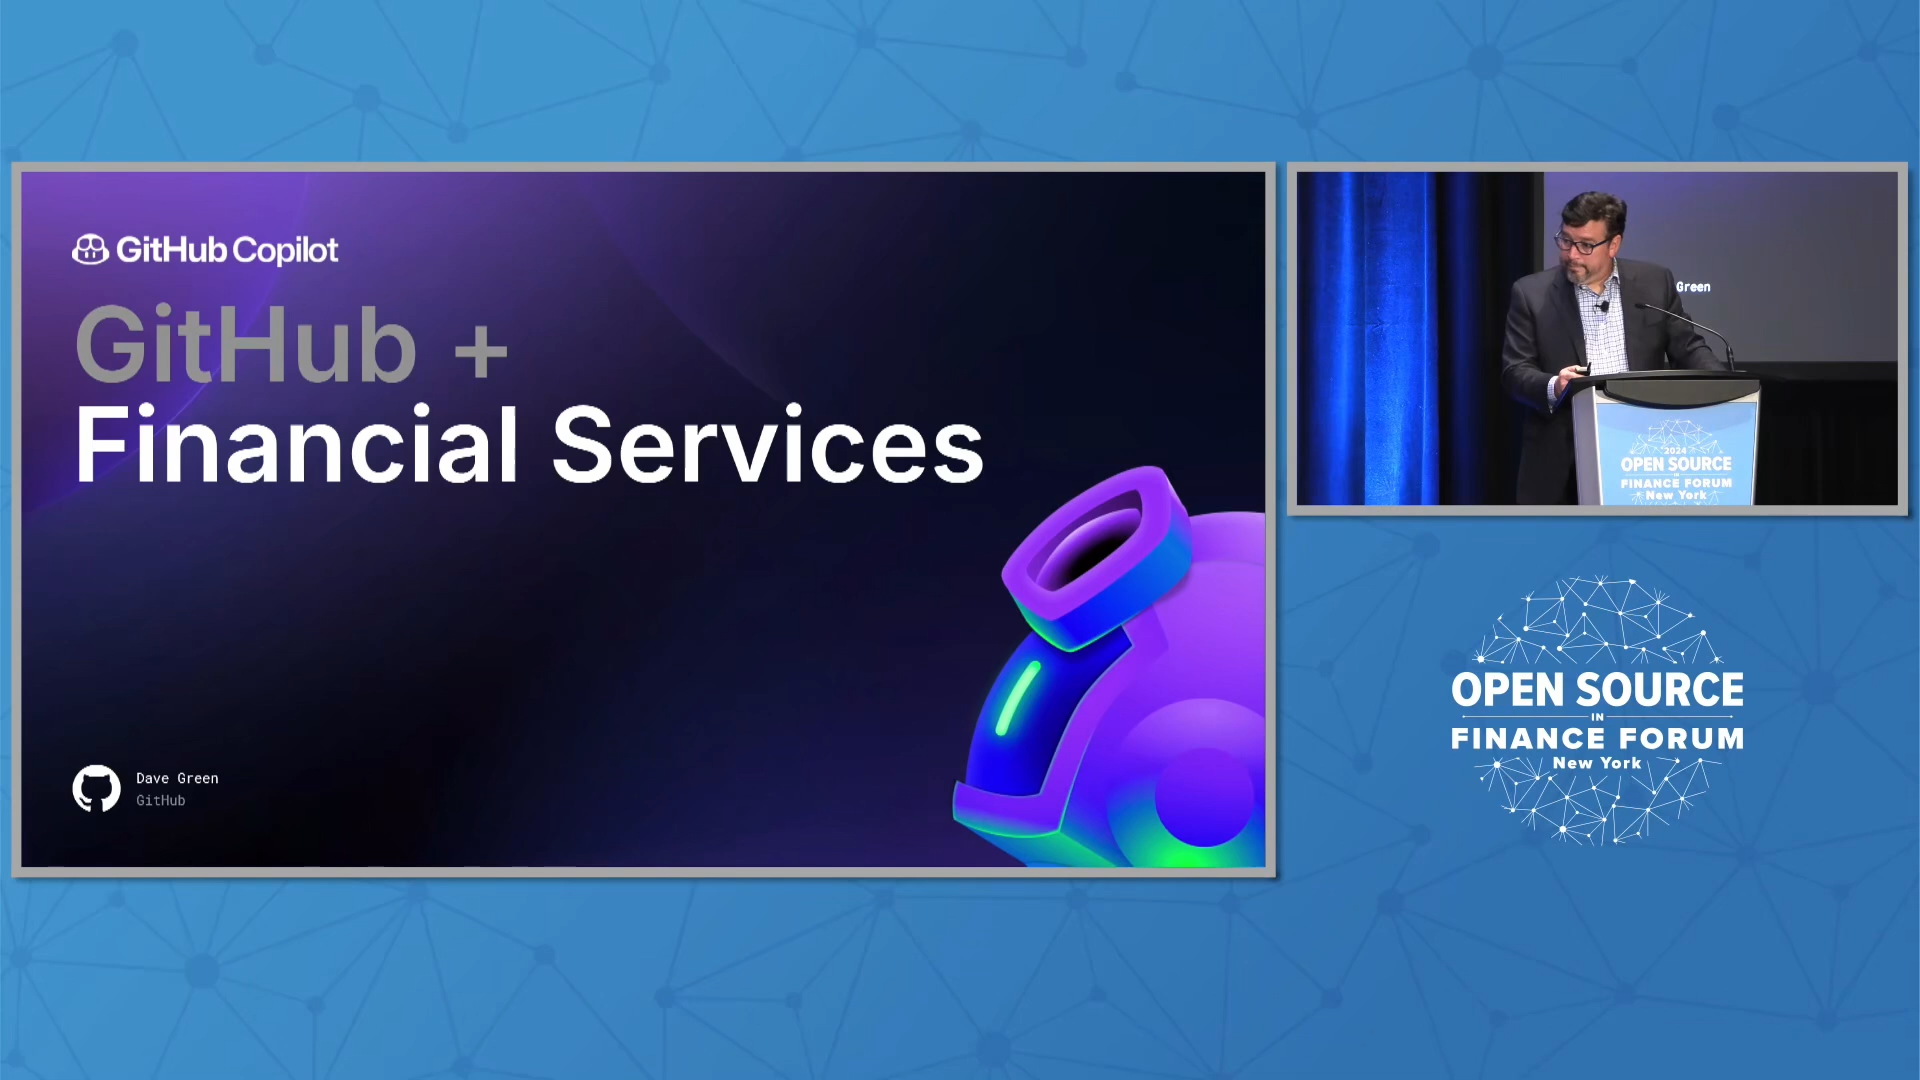 GitHub Copilot
GitHub +
Financial Services
Dave Green
GitHub
Green
2024
OPEN SOURCE
IN
FINANCE FORUM
New York
OPEN SOURCE
IN
FINANCE FORUM
New York